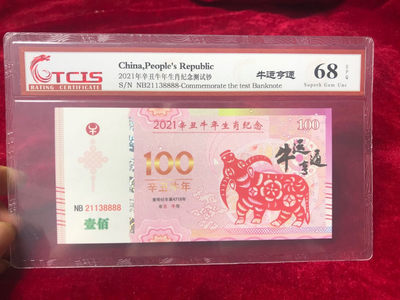 TCIS
RATING CERTIFICATE
China,People's Republic
2021年辛丑牛年生肖纪念测试钞
S/N NB21138888-Commemorate the test Banknote
牛运亨通
68 EPQ
Superb Gem Unc
2021辛丑牛年生肖纪念
100
100
辛丑牛年
牛运亨通
NB 21138888
壹佰